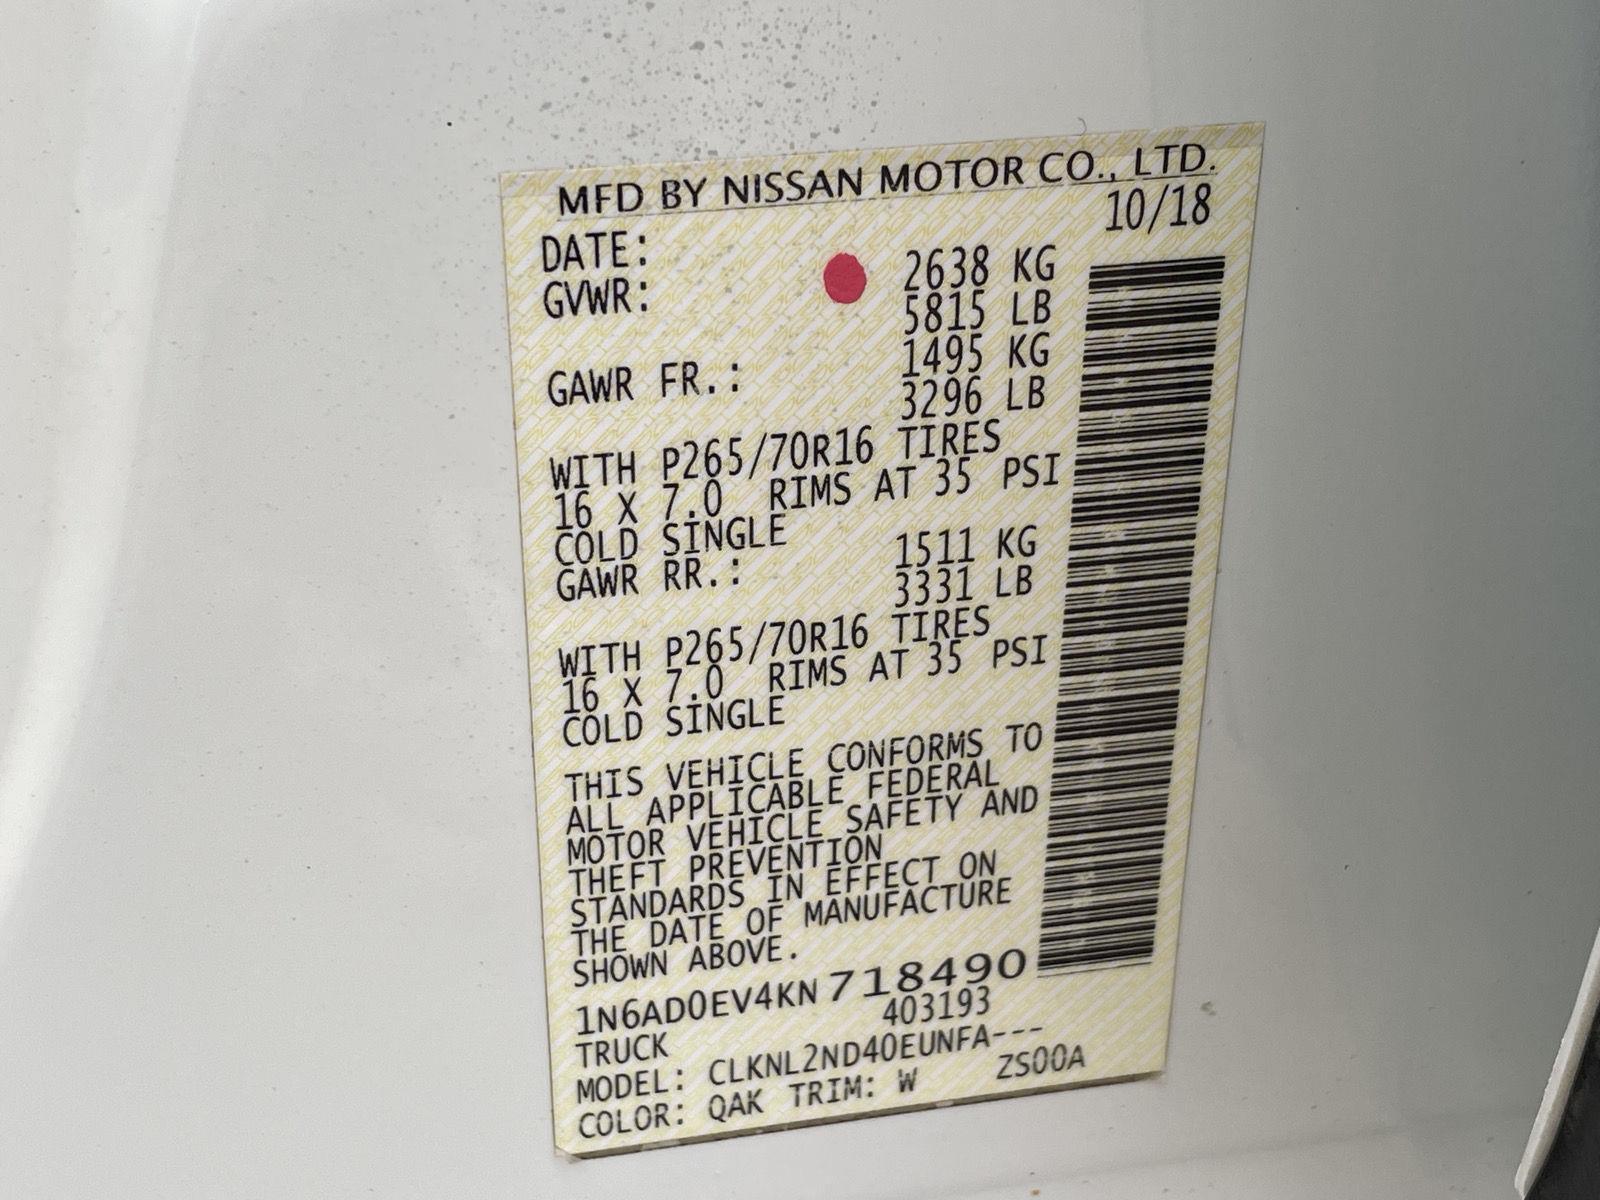 MFD BY NISSAN MOTOR CO., LTD.
DATE: 10/18
GVWR: 2638 KG
5815 LB
GAWR FR.: 1495 KG
3296 LB
WITH P265/70R16 TIRES
16 X 7.0 RIMS AT 35 PSI
COLD SINGLE
GAWR RR.: 1511 KG
3331 LB
WITH P265/70R16 TIRES
16 X 7.0 RIMS AT 35 PSI
COLD SINGLE
THIS VEHICLE CONFORMS TO
ALL APPLICABLE FEDERAL
MOTOR VEHICLE SAFETY AND
THEFT PREVENTION
STANDARDS IN EFFECT ON
THE DATE OF MANUFACTURE
SHOWN ABOVE.
1N6AD0EV4KN718490
TRUCK 403193
MODEL: CLKNL2ND40EUNFA---
COLOR: QAK TRIM: W ZS00A